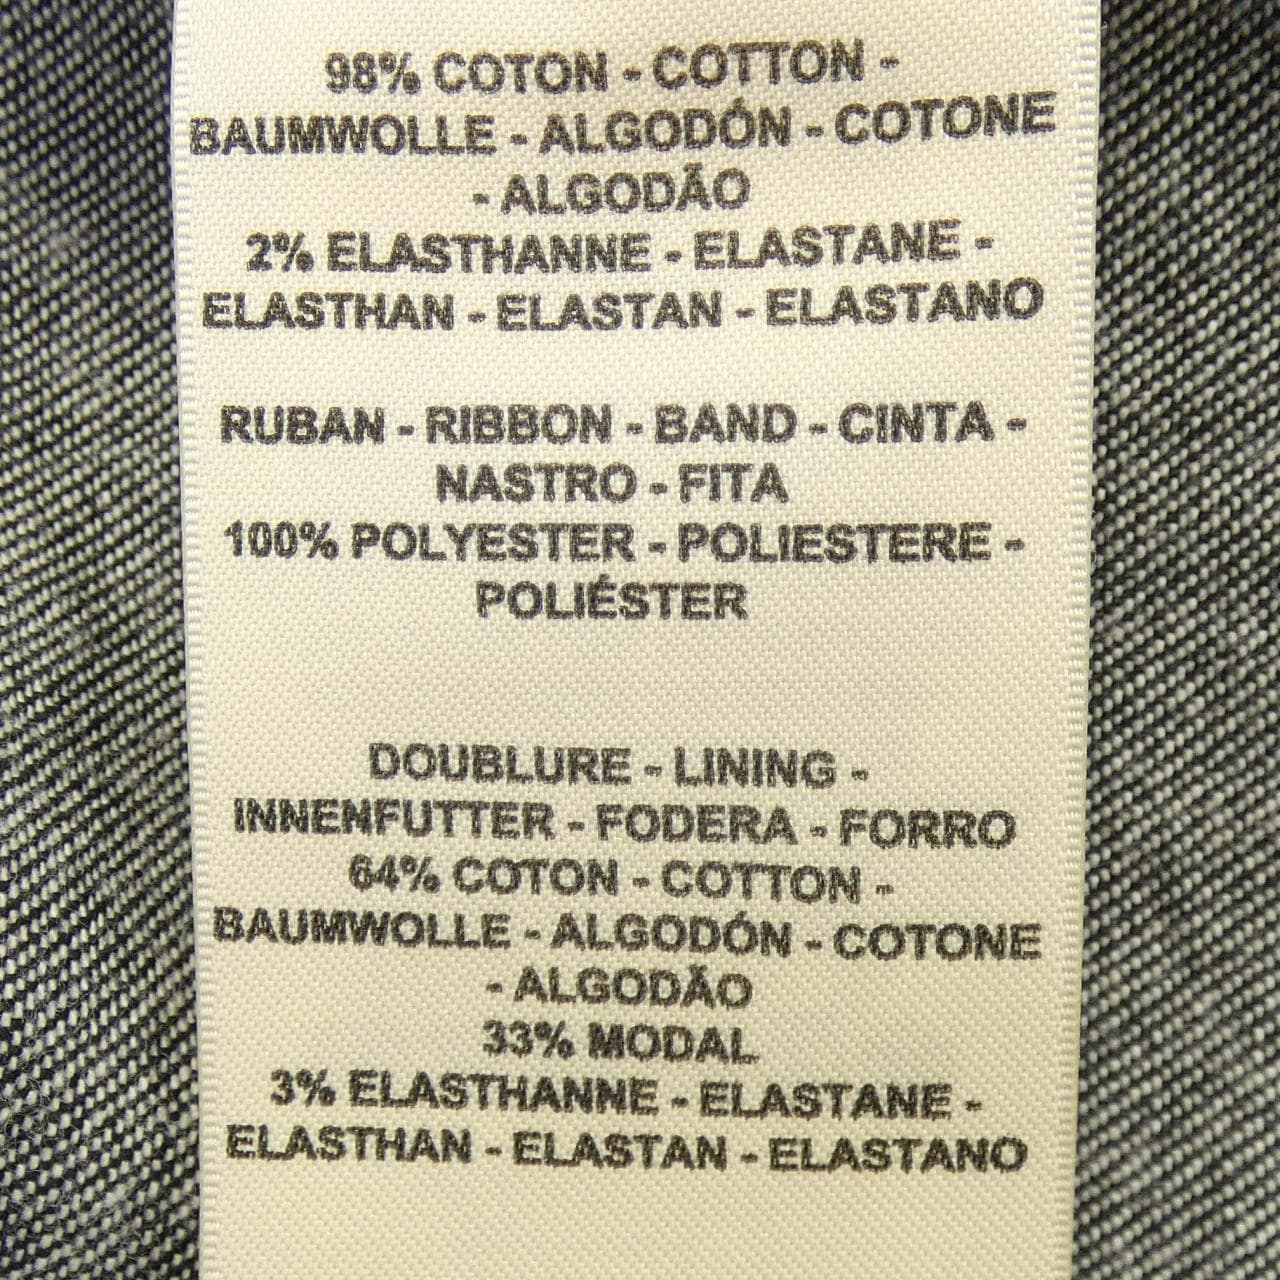 98% COTON - COTTON -
BAUMWOLLE - ALGODÓN - COTONE
- ALGODÃO
2% ELASTHANNE - ELASTANE -
ELASTHAN - ELASTAN - ELASTANO
RUBAN - RIBBON - BAND - CINTA -
NASTRO - FITA
100% POLYESTER - POLIESTERE -
POLIÉSTER
DOUBLURE - LINING -
INNENFUTTER - FODERA - FORRO
64% COTON - COTTON -
BAUMWOLLE - ALGODÓN - COTONE
- ALGODÃO
33% MODAL
3% ELASTHANNE - ELASTANE -
ELASTHAN - ELASTAN - ELASTANO